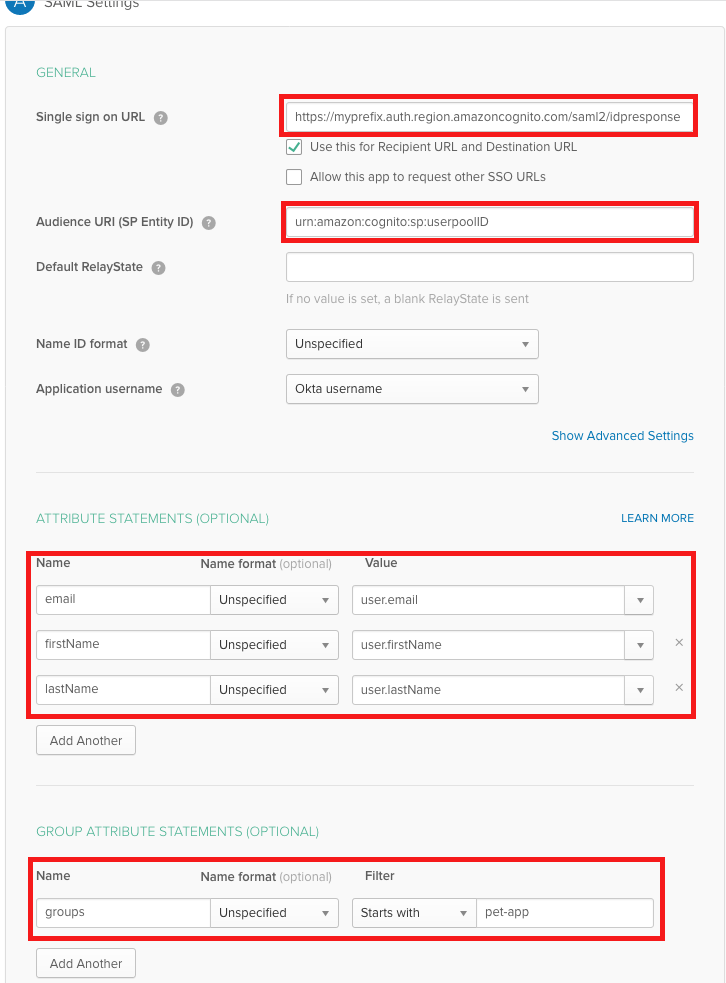 A SAML Settings
GENERAL
Single sign on URL ? https://myprefix.auth.region.amazoncognito.com/saml2/idpresponse
Use this for Recipient URL and Destination URL
Allow this app to request other SSO URLs
Audience URI (SP Entity ID) ? urn:amazon:cognito:sp:userpoolID
Default RelayState ?
If no value is set, a blank RelayState is sent
Name ID format ? Unspecified
Application username ? Okta username
Show Advanced Settings
ATTRIBUTE STATEMENTS (OPTIONAL) LEARN MORE
Name Name format (optional) Value
email Unspecified user.email
firstName Unspecified user.firstName
lastName Unspecified user.lastName
Add Another
GROUP ATTRIBUTE STATEMENTS (OPTIONAL)
Name Name format (optional) Filter
groups Unspecified Starts with pet-app
Add Another